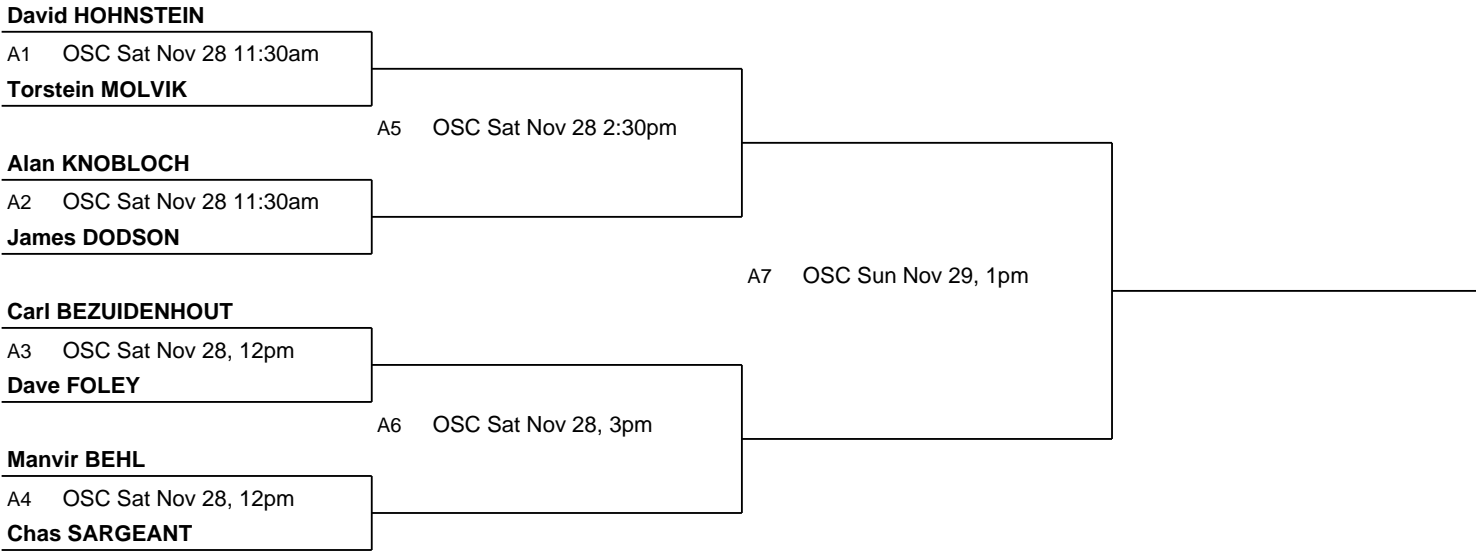 David HOHNSTEIN
A1 OSC Sat Nov 28 11:30am
Torstein MOLVIK
A5 OSC Sat Nov 28 2:30pm
Alan KNOBLOCH
A2 OSC Sat Nov 28 11:30am
James DODSON
A7 OSC Sun Nov 29, 1pm
Carl BEZUIDENHOUT
A3 OSC Sat Nov 28, 12pm
Dave FOLEY
A6 OSC Sat Nov 28, 3pm
Manvir BEHL
A4 OSC Sat Nov 28, 12pm
Chas SARGEANT